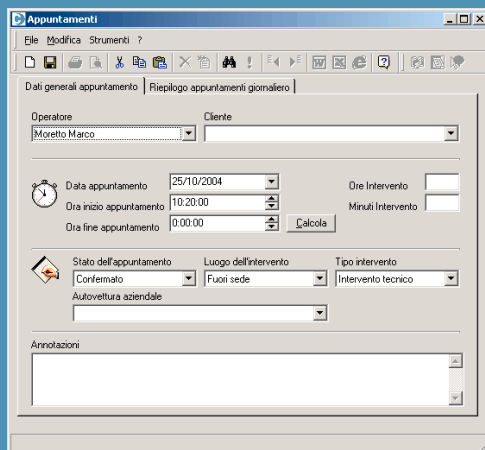 Appuntamenti
File Modifica Strumenti ?
Dati generali appuntamento Riepilogo appuntamenti giornaliero
Operatore Cliente
Moretto Marco
Data appuntamento 25/10/2004 Ore Intervento
Ora inizio appuntamento 10:20:00 Minuti Intervento
Ora fine appuntamento 0:00:00 Calcola
Stato dell'appuntamento Luogo dell'intervento Tipo intervento
Confermato Fuori sede Intervento tecnico
Autovettura aziendale
Annotazioni